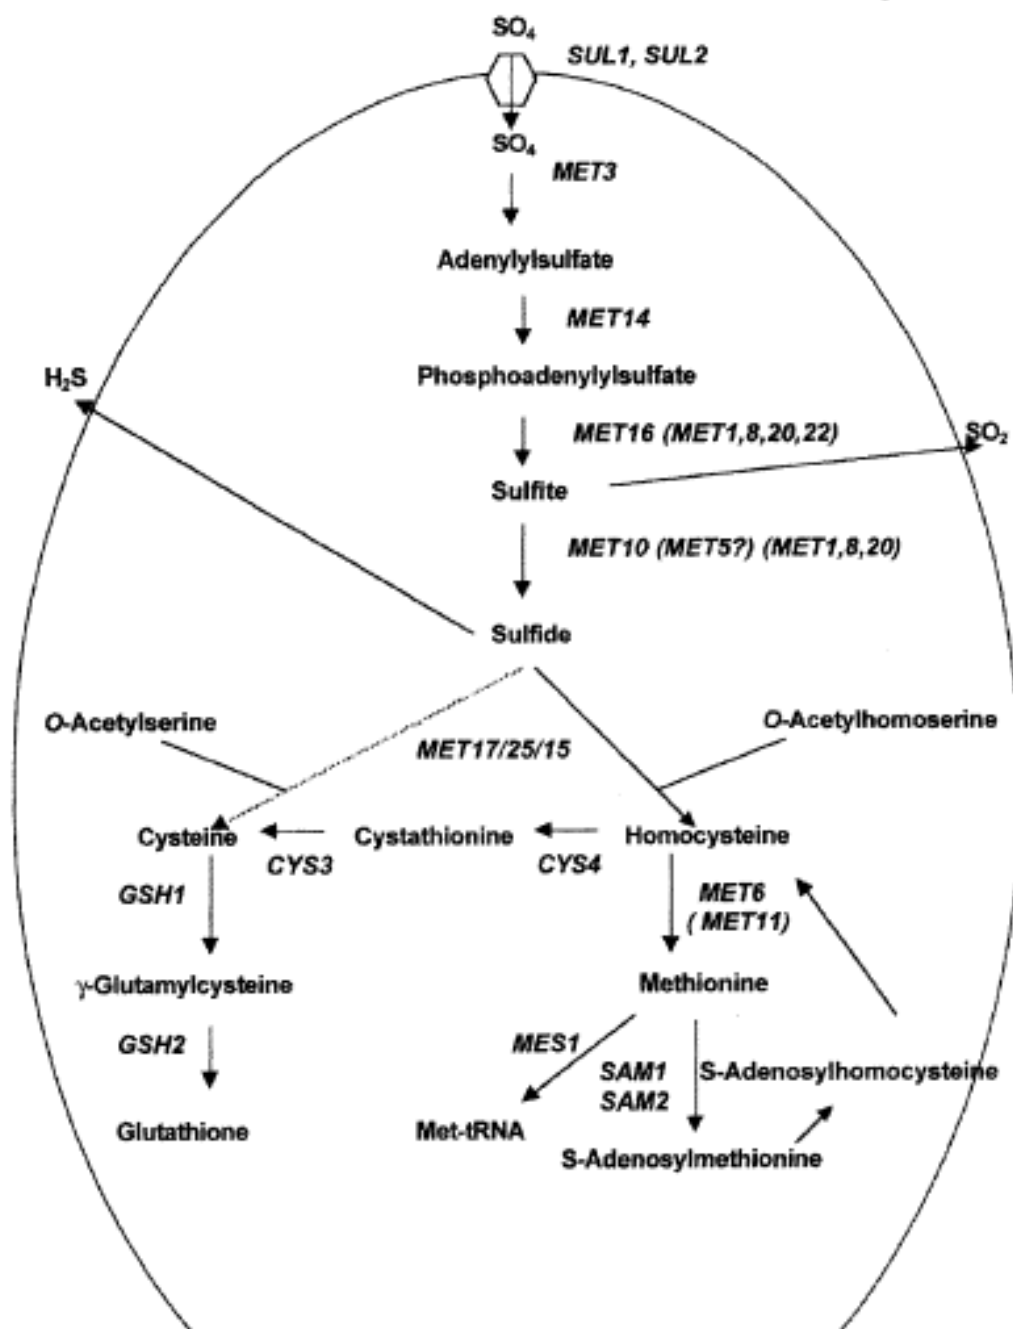 SO₄
SUL1, SUL2
SO₄
MET3
Adenylylsulfate
MET14
H₂S
Phosphoadenylylsulfate
MET16 (MET1,8,20,22)
SO₂
Sulfite
MET10 (MET5?) (MET1,8,20)
Sulfide
O-Acetylserine
O-Acetylhomoserine
MET17/25/15
Cysteine
Cystathionine
Homocysteine
CYS3
CYS4
GSH1
MET6
( MET11)
γ-Glutamylcysteine
Methionine
GSH2
MES1
SAM1
S-Adenosylhomocysteine
SAM2
Glutathione
Met-tRNA
S-Adenosylmethionine